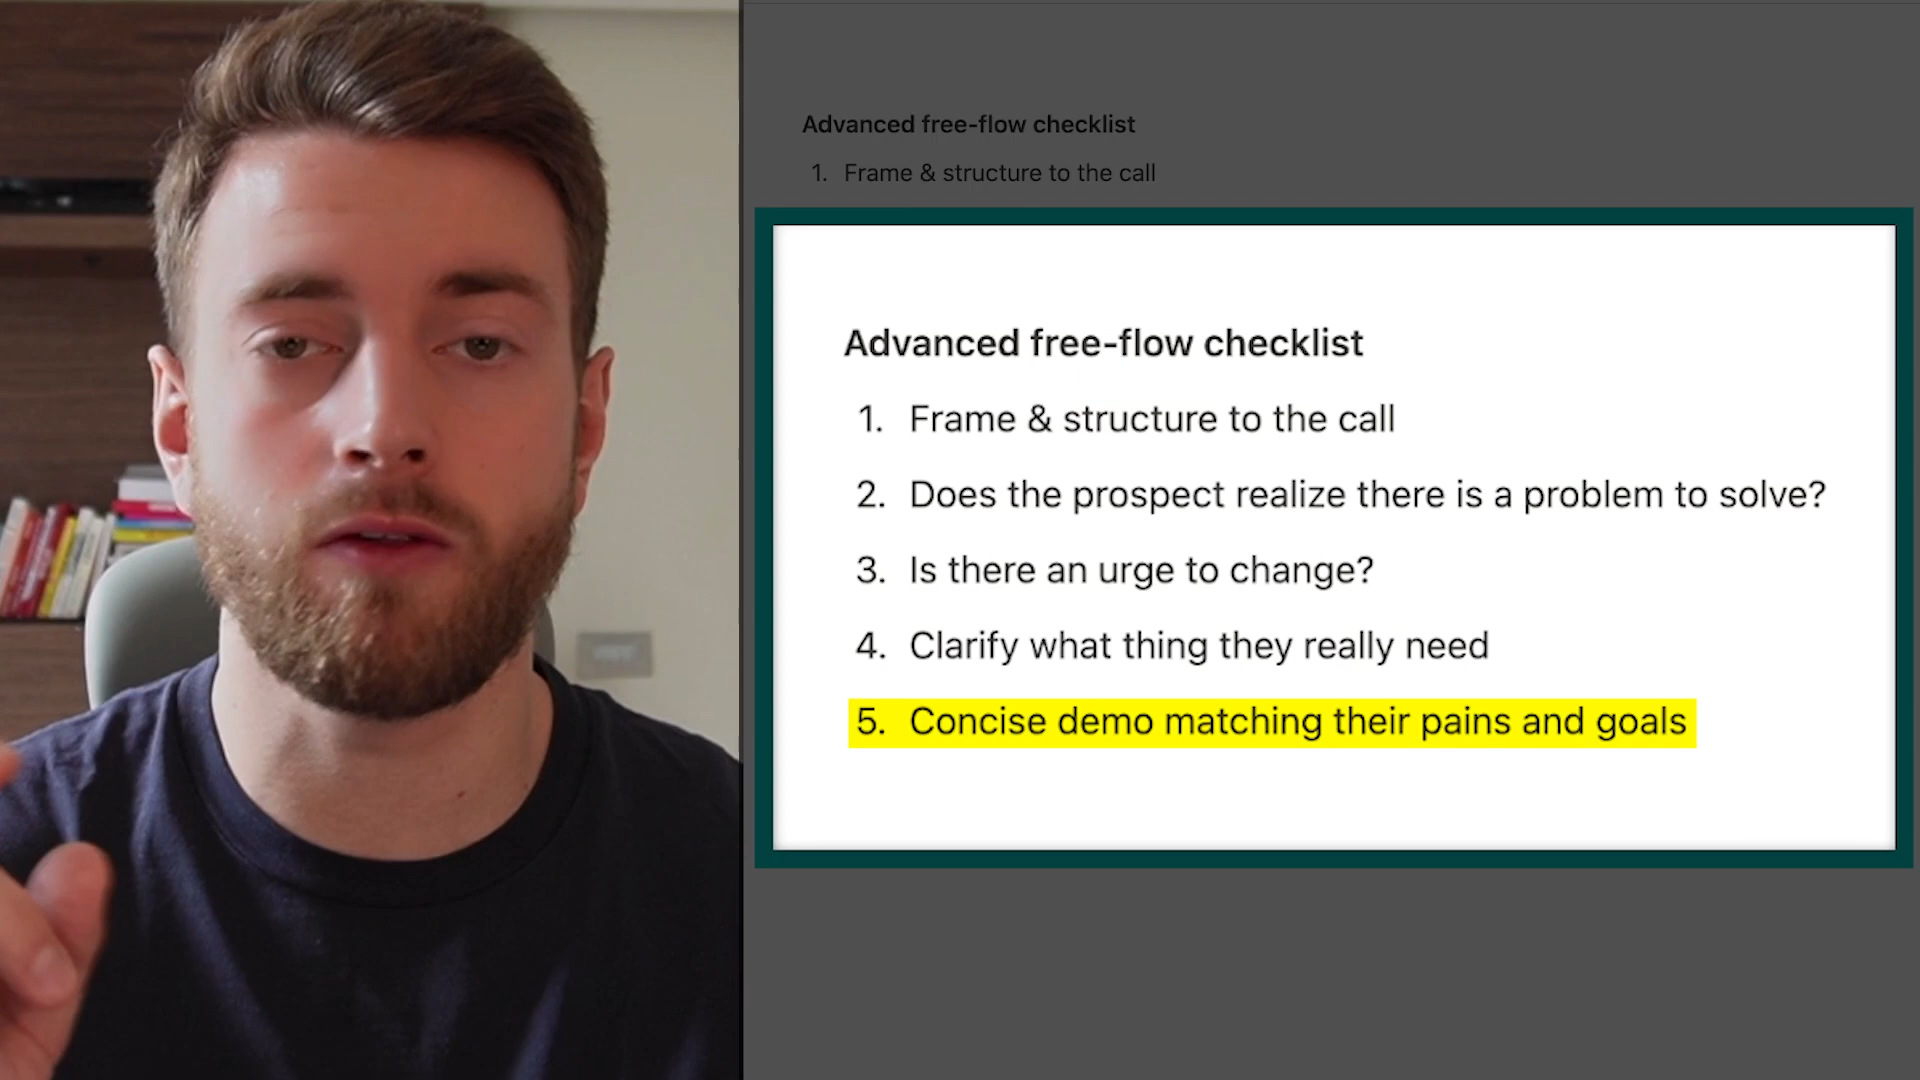 Advanced free-flow checklist
1. Frame & structure to the call
Advanced free-flow checklist
1. Frame & structure to the call
2. Does the prospect realize there is a problem to solve?
3. Is there an urge to change?
4. Clarify what thing they really need
5. Concise demo matching their pains and goals